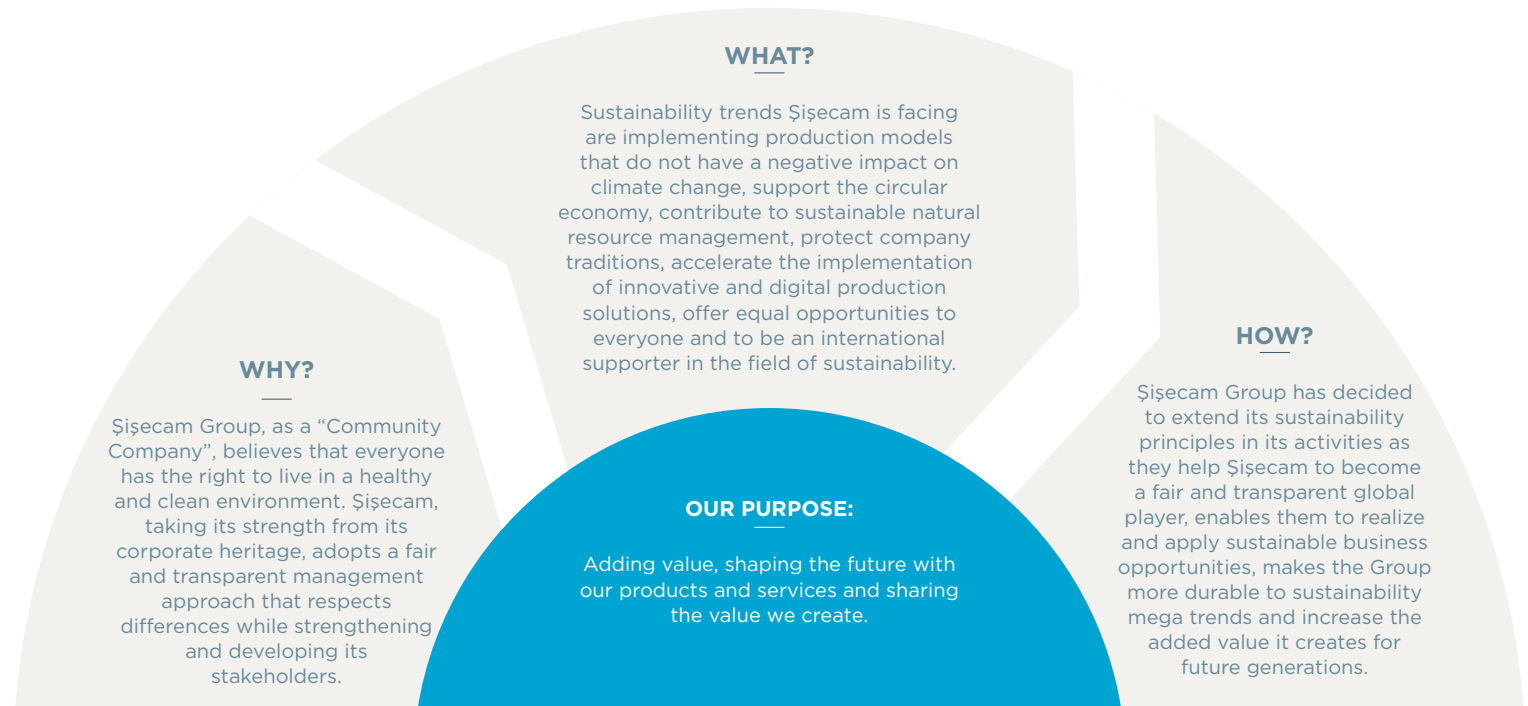 WHAT?
Sustainability trends Şişecam is facing
are implementing production models
that do not have a negative impact on
climate change, support the circular
economy, contribute to sustainable natural
resource management, protect company
traditions, accelerate the implementation
of innovative and digital production
solutions, offer equal opportunities to
everyone and to be an international
supporter in the field of sustainability.
WHY?
Şişecam Group, as a “Community
Company”, believes that everyone
has the right to live in a healthy
and clean environment. Şişecam,
taking its strength from its
corporate heritage, adopts a fair
and transparent management
approach that respects
differences while strengthening
and developing its
stakeholders.
HOW?
Şişecam Group has decided
to extend its sustainability
principles in its activities as
they help Şişecam to become
a fair and transparent global
player, enables them to realize
and apply sustainable business
opportunities, makes the Group
more durable to sustainability
mega trends and increase the
added value it creates for
future generations.
OUR PURPOSE:
Adding value, shaping the future with
our products and services and sharing
the value we create.